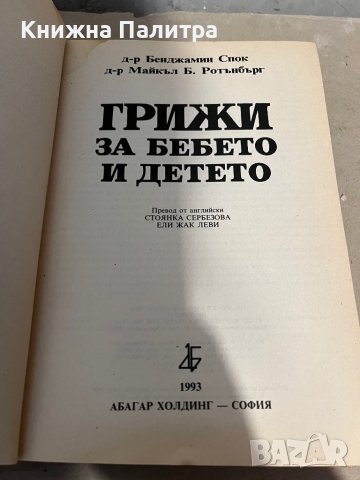 Книжна Палитра
д-р Бенджамин Спок
д-р Майкъл Б. Ротънбърг
ГРИЖИ
ЗА БЕБЕТО
И ДЕТЕТО
Превод от английски
СТОЯНКА СЕРБЕЗОВА
ЕЛИ ЖАК ЛЕВИ
1993
АБАГАР ХОЛДИНГ — СОФИЯ
BAZAR